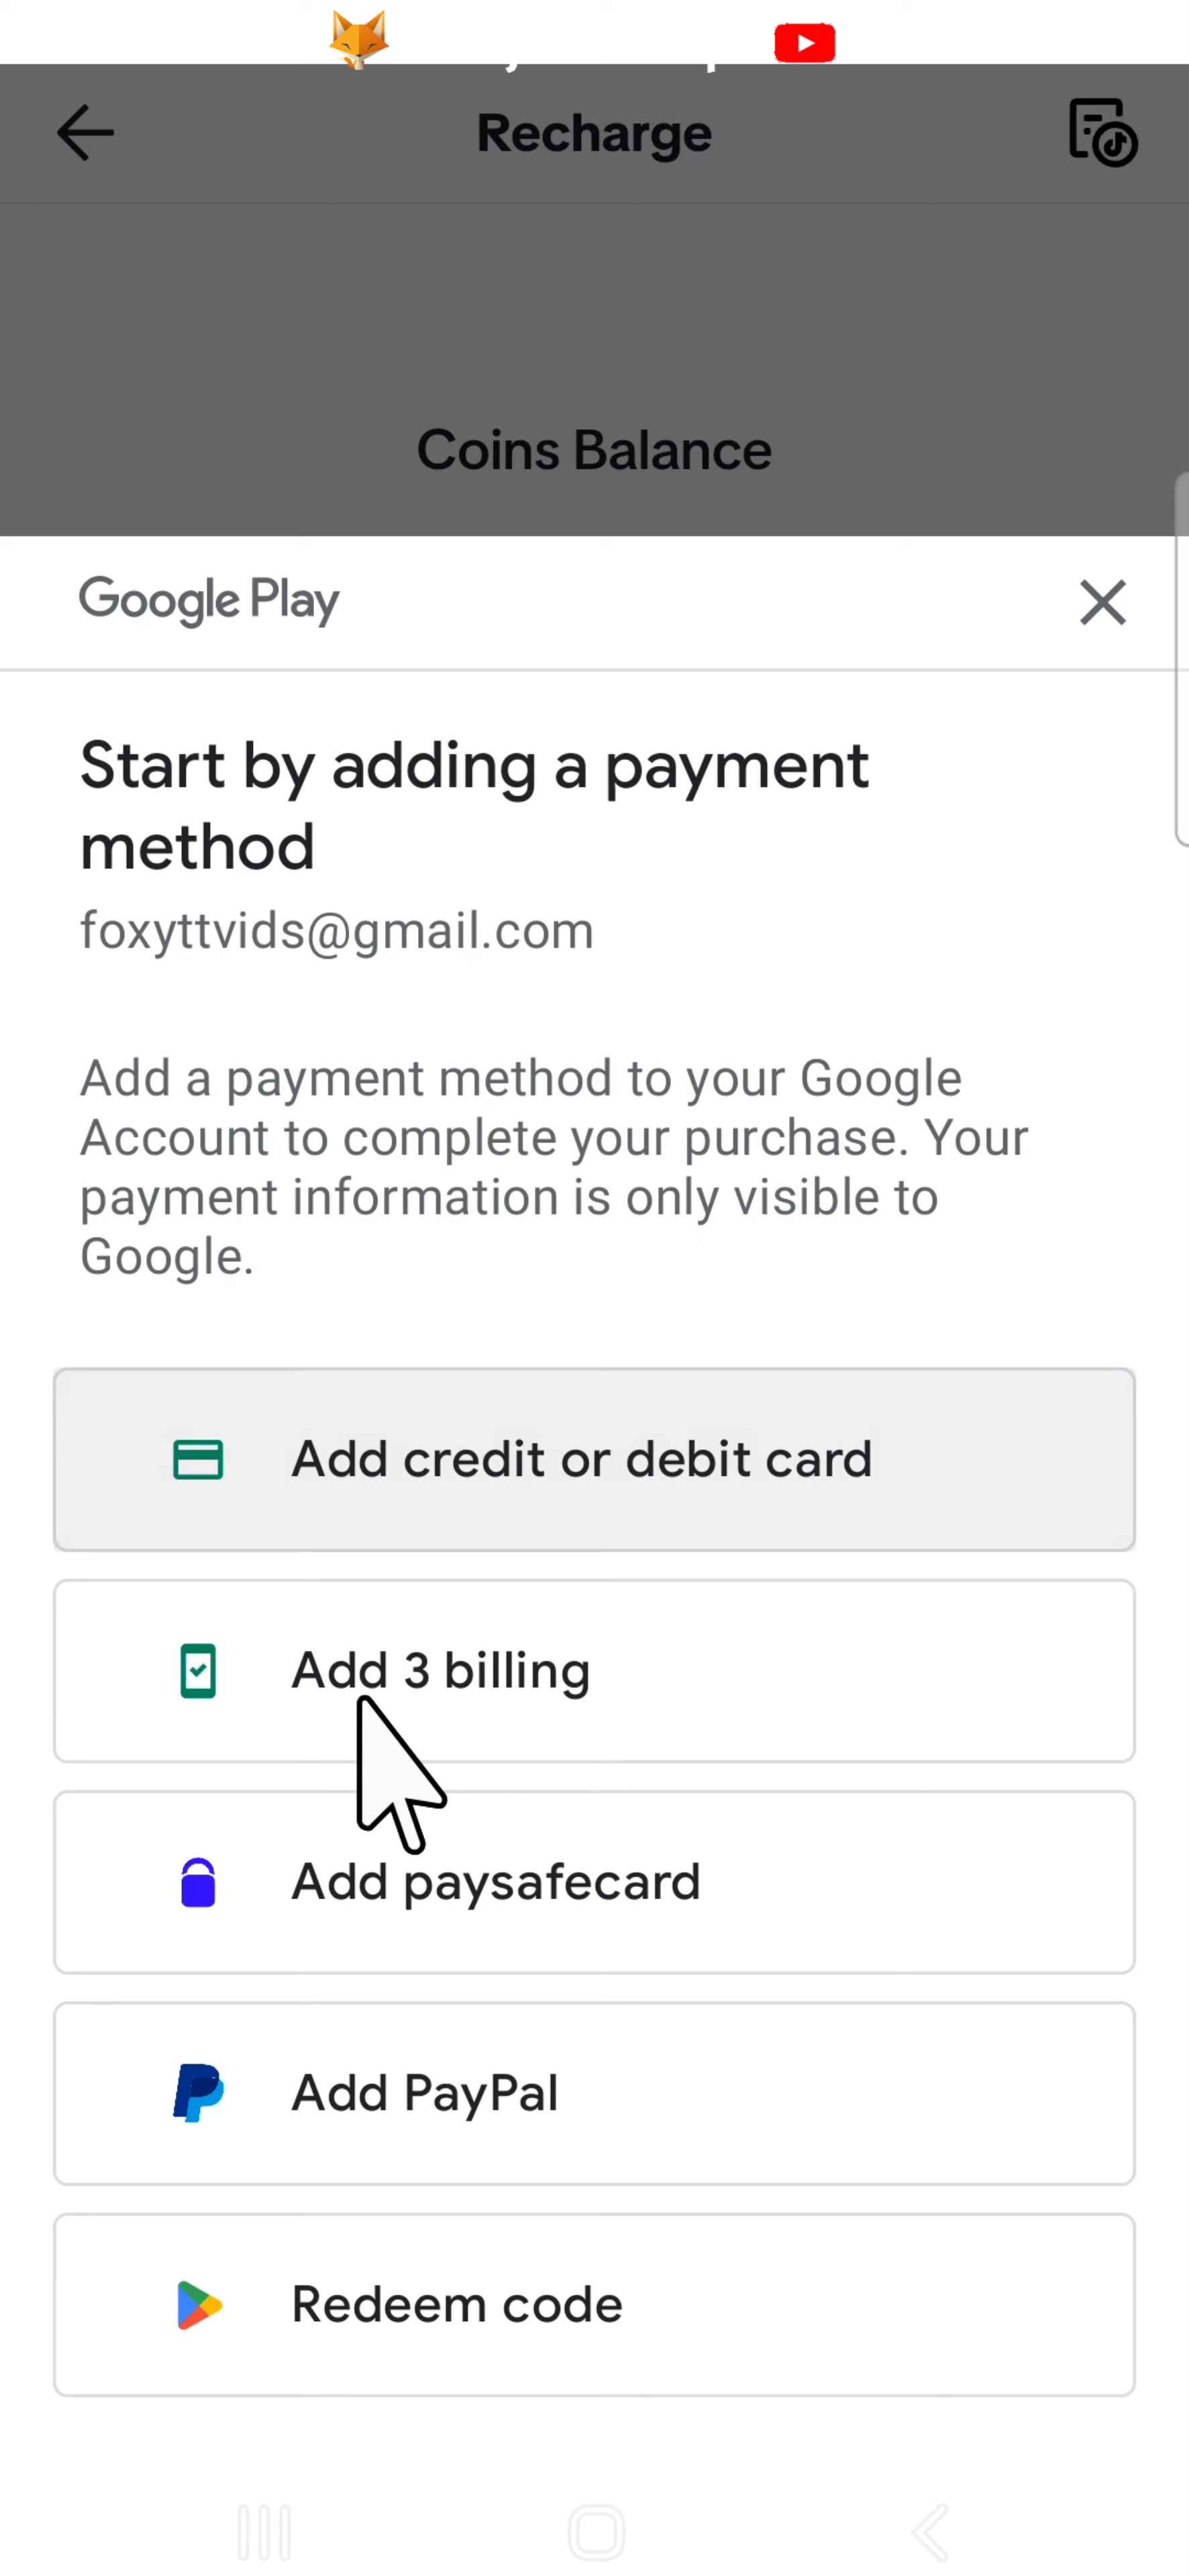 Recharge
Coins Balance
Google Play
Start by adding a payment
method
foxyttvids@gmail.com
Add a payment method to your Google
Account to complete your purchase. Your
payment information is only visible to
Google.
Add credit or debit card
Add 3 billing
Add paysafecard
Add PayPal
Redeem code